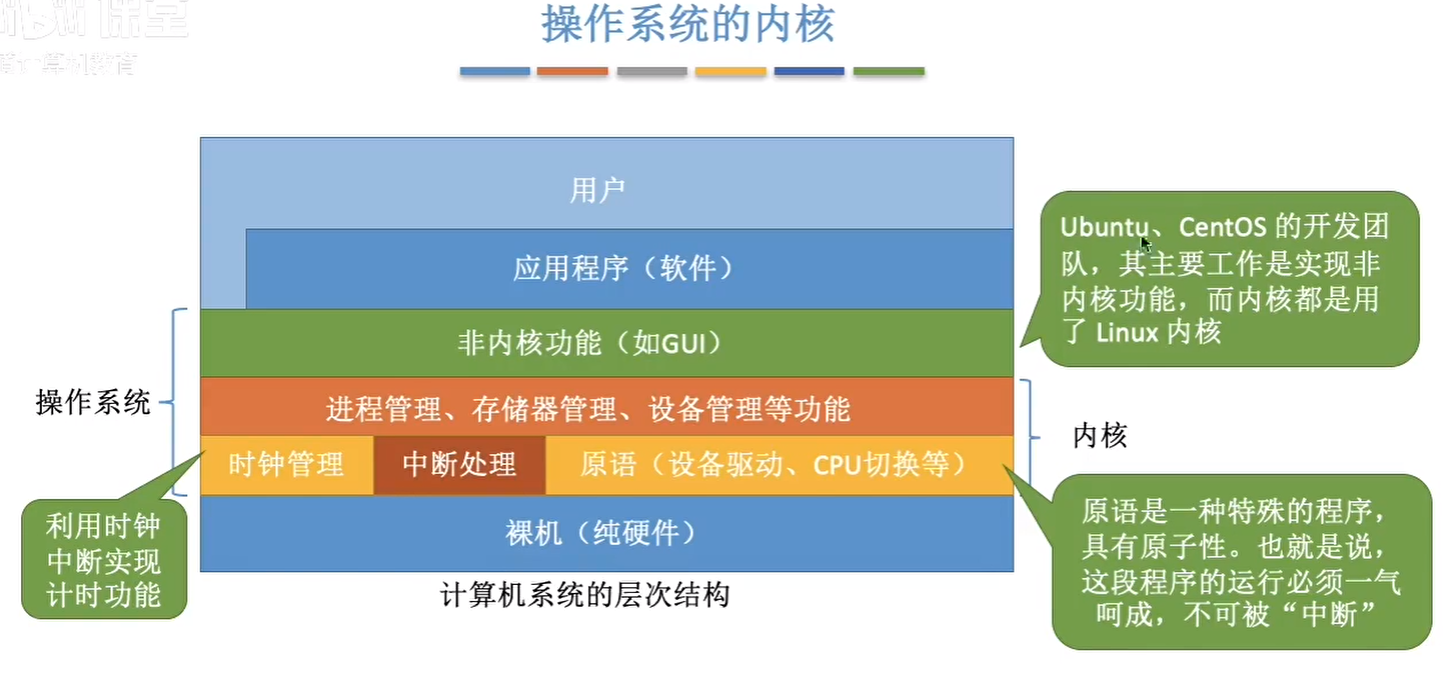 课堂
计算机教育
操作系统的内核
用户
应用程序（软件）
非内核功能（如GUI）
进程管理、存储器管理、设备管理等功能
时钟管理
中断处理
原语（设备驱动、CPU切换等）
裸机（纯硬件）
计算机系统的层次结构
操作系统
内核
Ubuntu、CentOS 的开发团
队，其主要工作是实现非
内核功能，而内核都是用
了 Linux 内核
利用时钟
中断实现
计时功能
原语是一种特殊的程序，
具有原子性。也就是说，
这段程序的运行必须一气
呵成，不可被“中断”